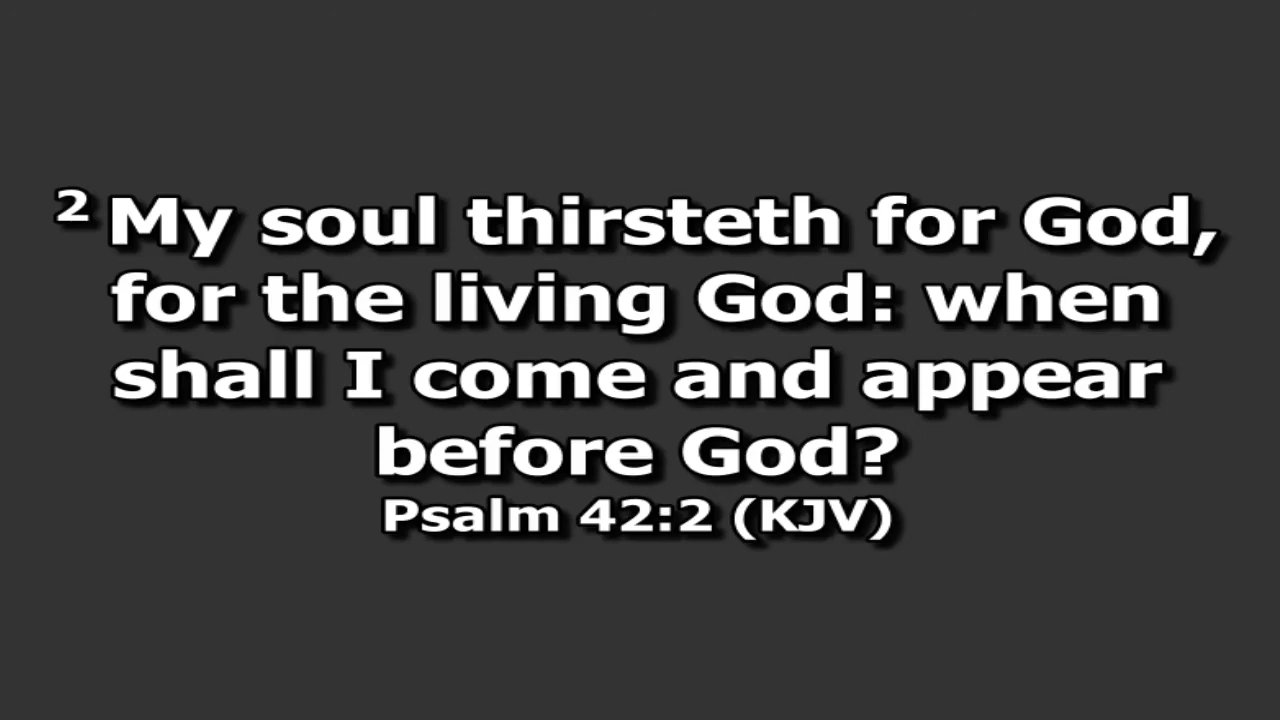 2 My soul thirsteth for God,
for the living God: when
shall I come and appear
before God?
Psalm 42:2 (KJV)